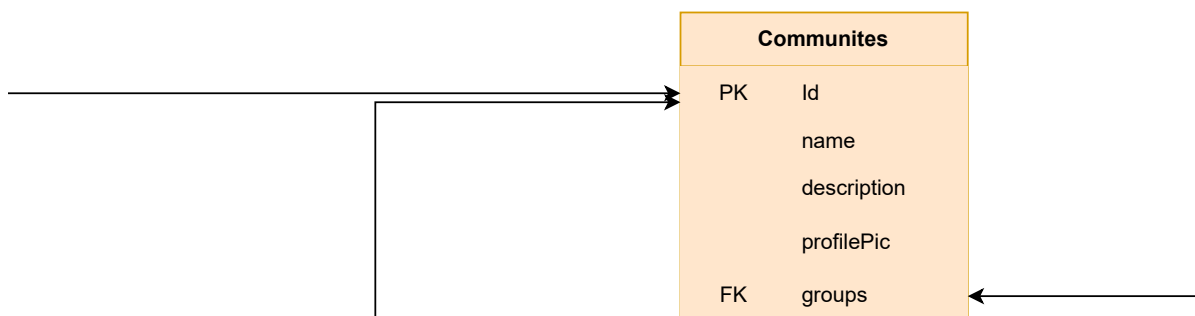 Communites
PK Id
name
description
profilePic
FK groups